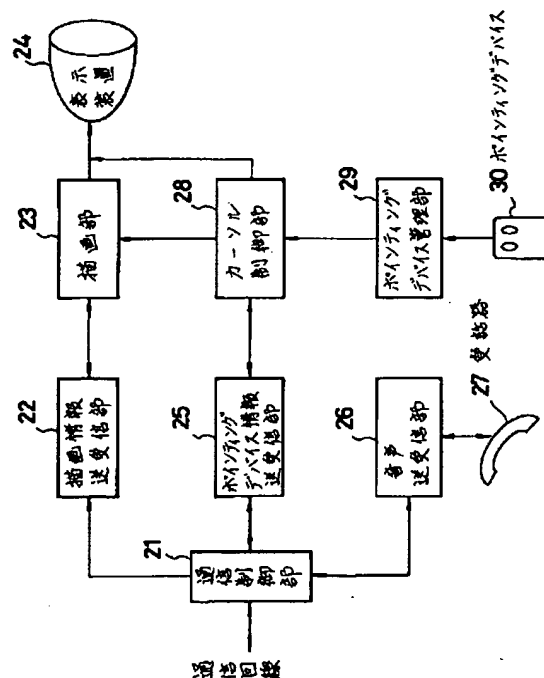 24
表示
装置
23
描画部
28
カーソル
制御部
29
ポインティング
デバイス管理部
30 ポインティングデバイス
22
描画情報
送受信部
25
ポインティング
デバイス情報
送受信部
26
音声
送受信部
27 受話器
21
通信
制御部
通信回線